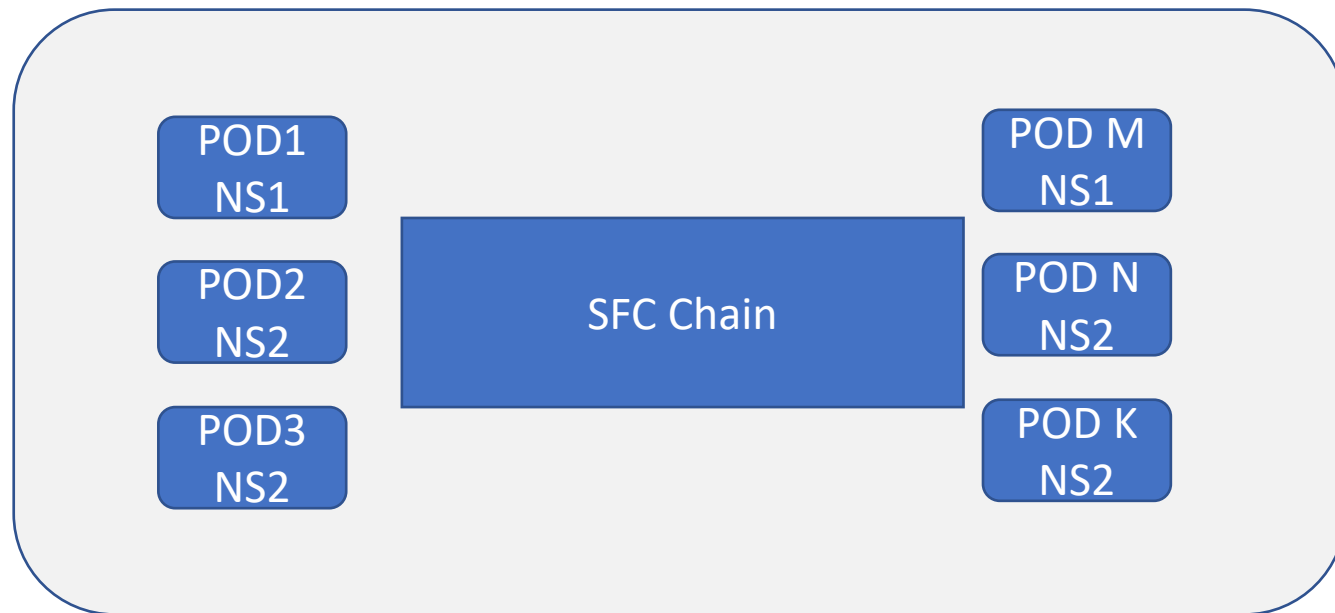 POD1
NS1
POD2
NS2
POD3
NS2
SFC Chain
POD M
NS1
POD N
NS2
POD K
NS2